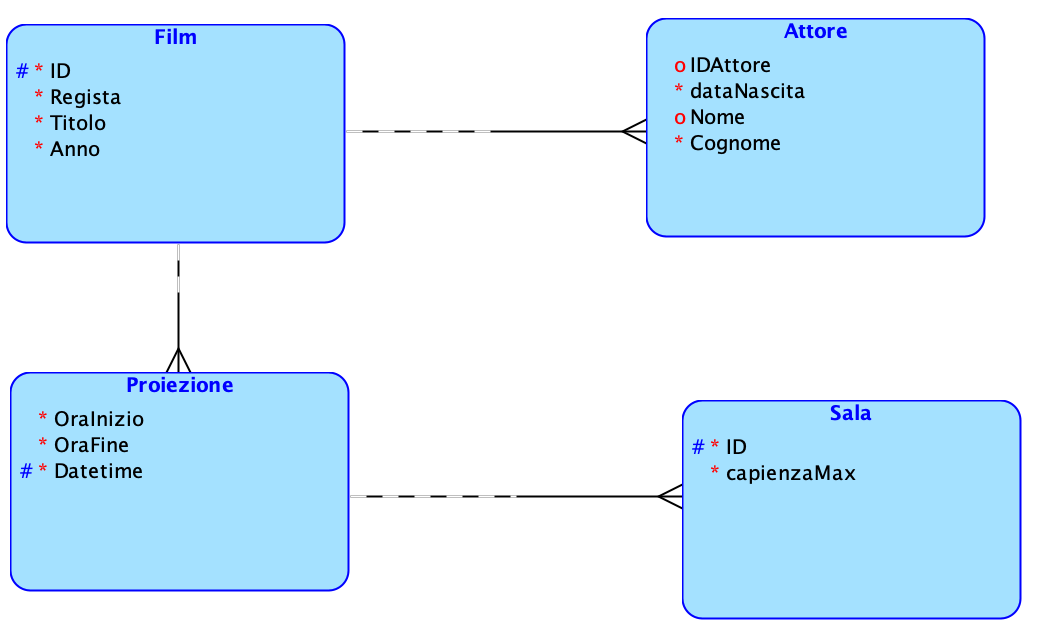 Film
# * ID
* Regista
* Titolo
* Anno
Attore
o IDAttore
* dataNascita
o Nome
* Cognome
Proiezione
* OraInizio
* OraFine
# * Datetime
Sala
# * ID
* capienzaMax